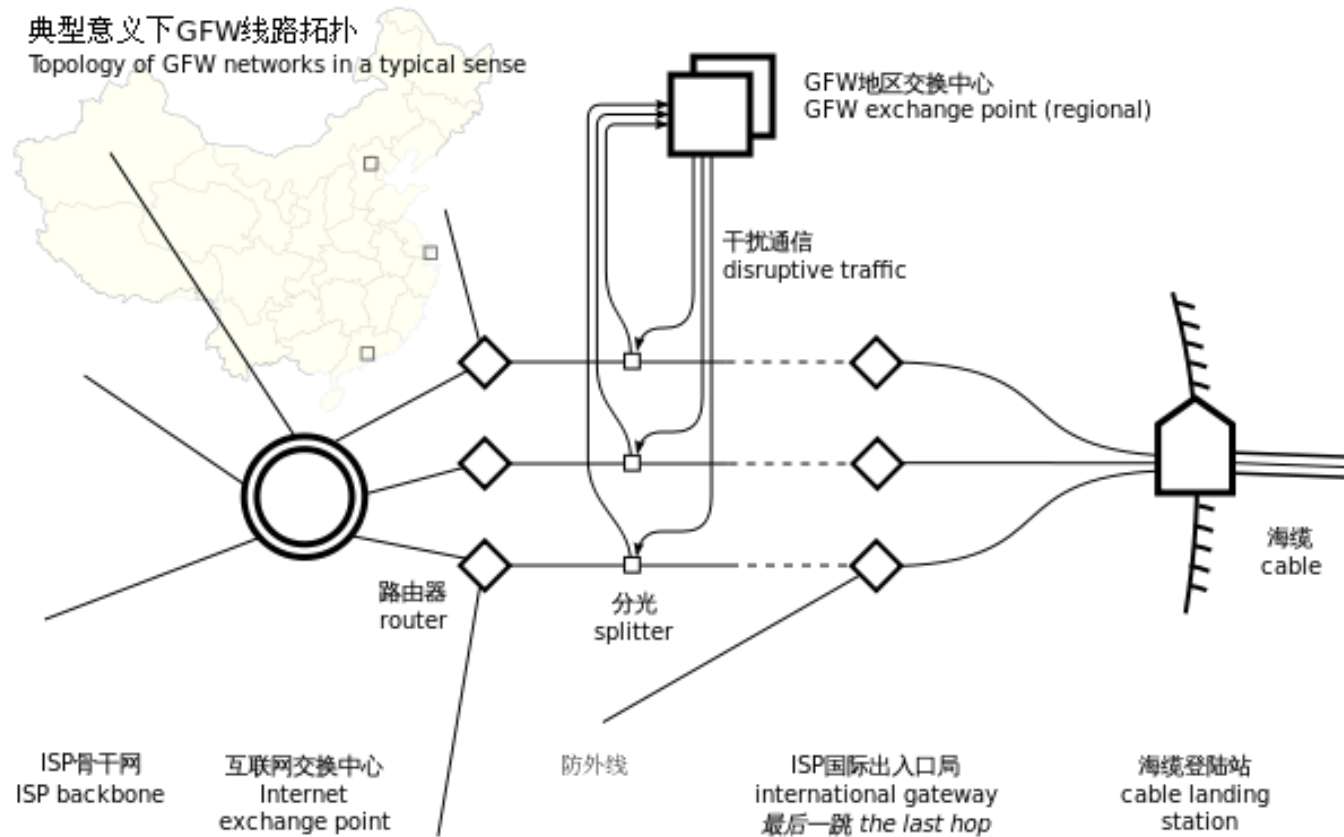 典型意义下GFW线路拓扑
Topology of GFW networks in a typical sense
GFW地区交换中心
GFW exchange point (regional)
干扰通信
disruptive traffic
海缆
cable
路由器
router
分光
splitter
ISP骨干网
ISP backbone
互联网交换中心
Internet
exchange point
防外线
ISP国际出入口局
international gateway
最后一跳 the last hop
海缆登陆站
cable landing
station